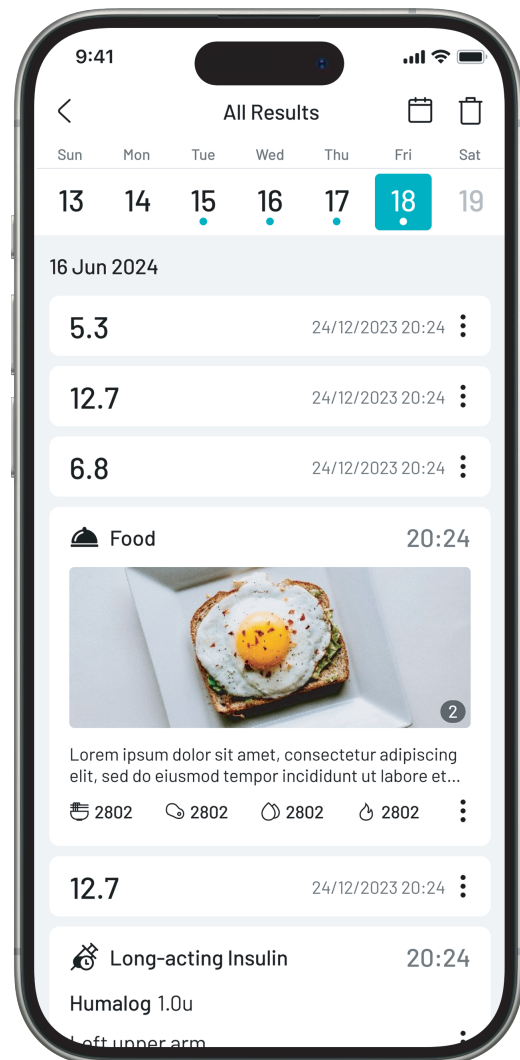 9:41
All Results
Sun Mon Tue Wed Thu Fri Sat
13 14 15 16 17 18 19
16 Jun 2024
5.3 24/12/2023 20:24
12.7 24/12/2023 20:24
6.8 24/12/2023 20:24
Food 20:24
2
Lorem ipsum dolor sit amet, consectetur adipiscing
elit, sed do eiusmod tempor incididunt ut labore et...
2802 2802 2802 2802
12.7 24/12/2023 20:24
Long-acting Insulin 20:24
Humalog 1.0u
Left upper arm